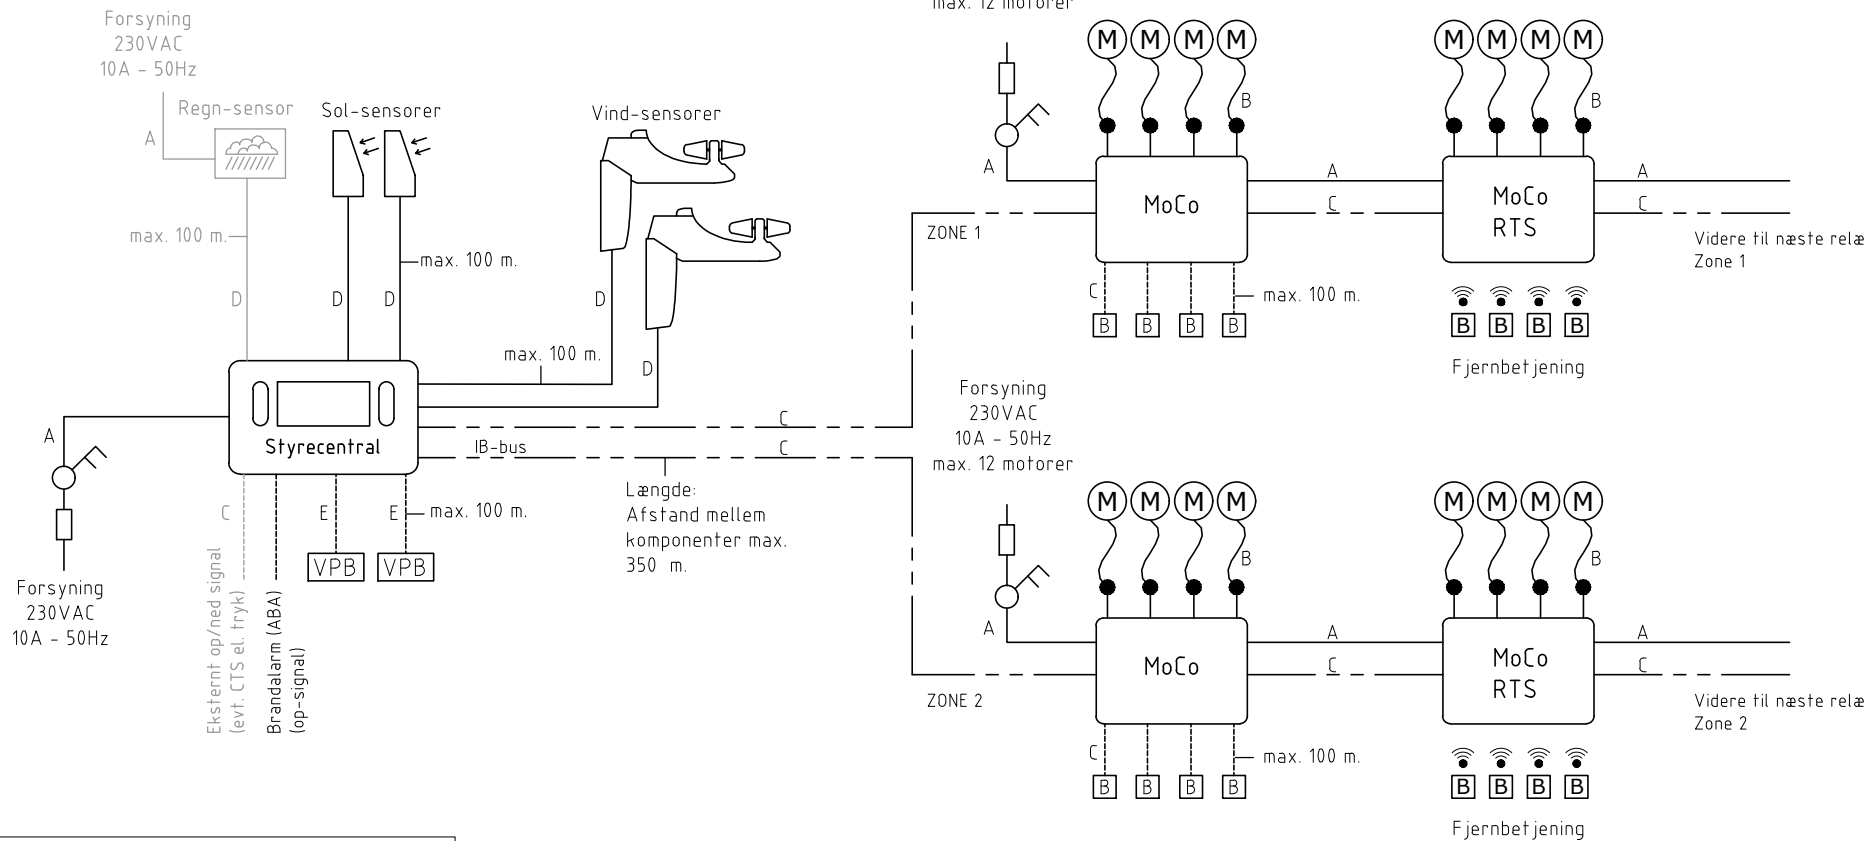 Forsyning
230VAC
10A - 50Hz
Regn-sensor
A
max. 100 m.
D
Sol-sensorer
max. 100 m.
D
D
Vind-sensorer
D
max. 100 m.
D
Styrecentral
A
Forsyning
230VAC
10A - 50Hz
C
Eksternt op/ned signal
(evt. CTS el. tryk)
Brandalarm (ABA)
(op-signal)
E
E
max. 100 m.
VPB
VPB
C
IB-bus
C
Længde:
Afstand mellem
komponenter max.
350 m.
max. 12 motorer
M M M M
M M M M
B
B
A
MoCo
A
C
MoCo
RTS
A
C
ZONE 1
Videre til næste relæ
Zone 1
C
max. 100 m.
B B B B
B B B B
Fjernbetjening
Forsyning
230VAC
10A - 50Hz
max. 12 motorer
M M M M
M M M M
B
B
A
MoCo
A
C
MoCo
RTS
A
C
ZONE 2
Videre til næste relæ
Zone 2
C
max. 100 m.
B B B B
B B B B
Fjernbetjening